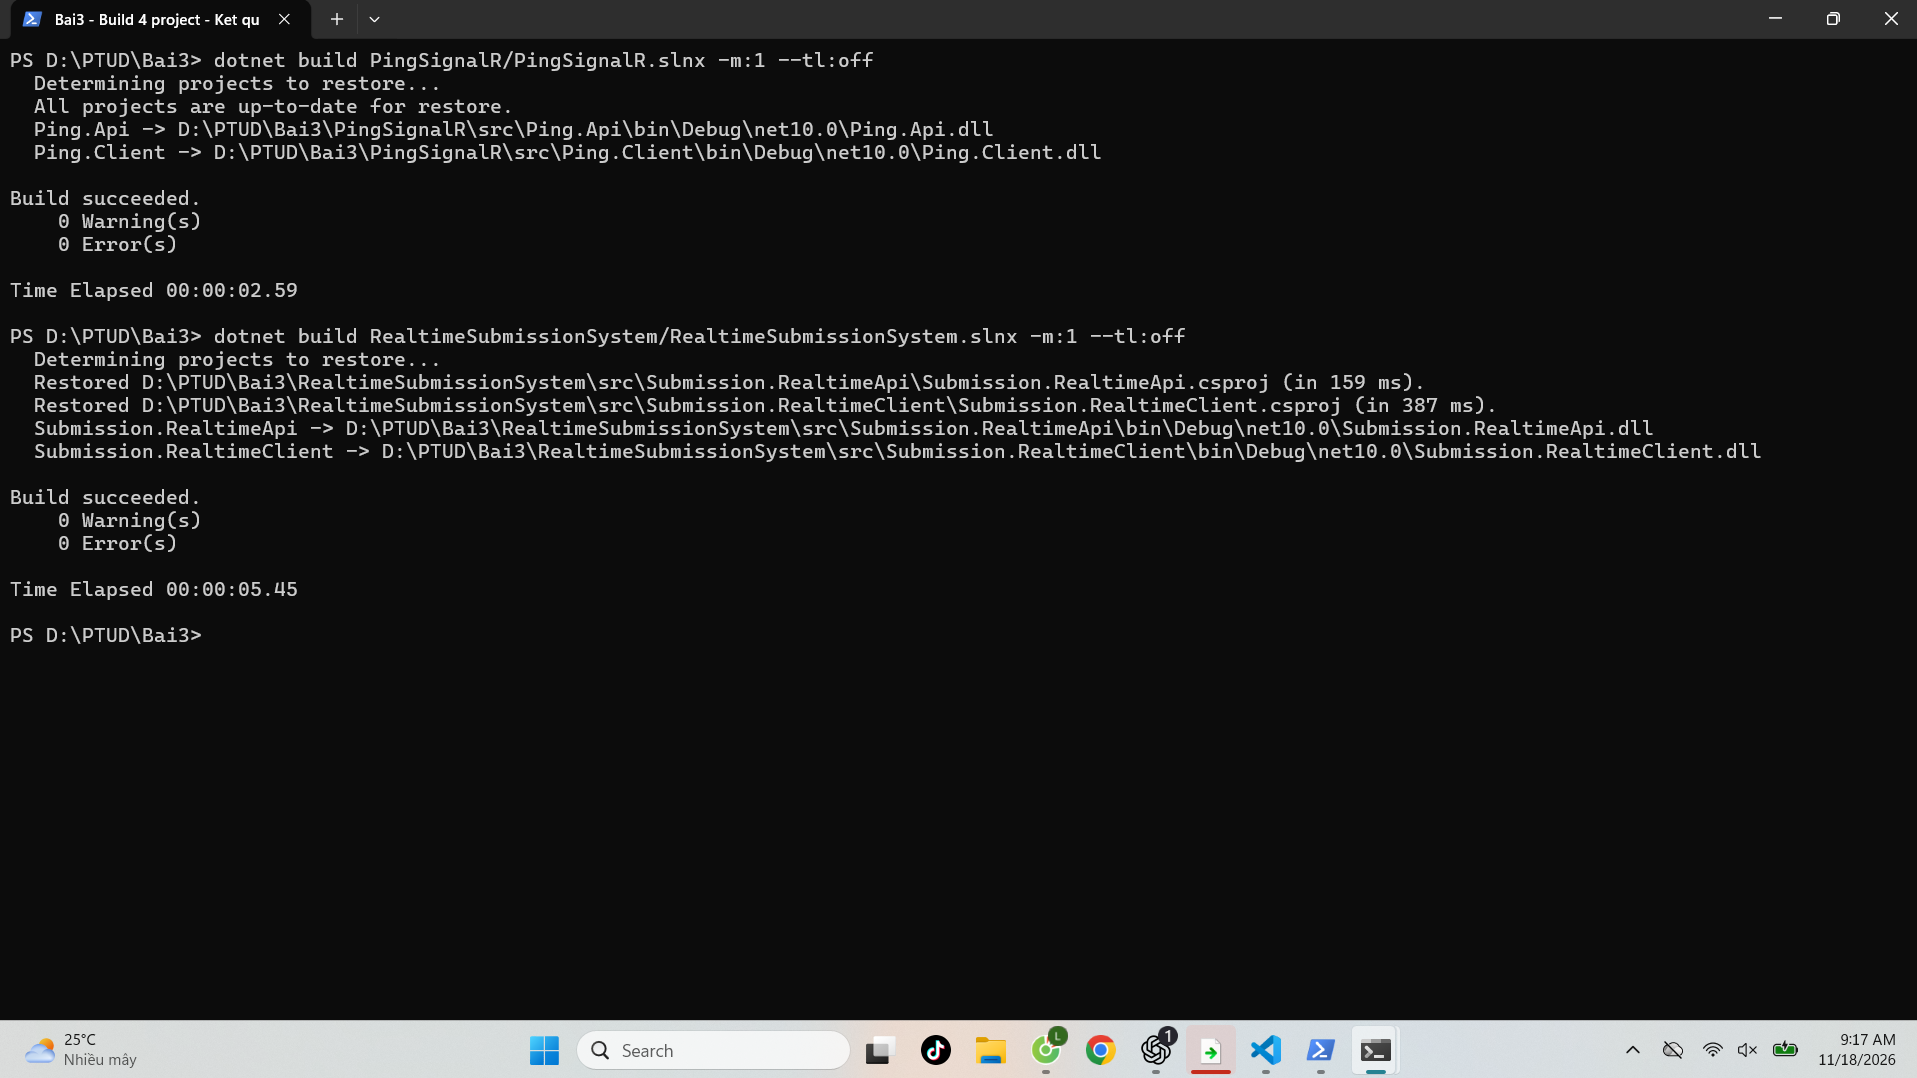 Bai3 - Build 4 project - Ket qu
PS D:\PTUD\Bai3> dotnet build PingSignalR/PingSignalR.slnx -m:1 --tl:off
Determining projects to restore...
All projects are up-to-date for restore.
Ping.Api -> D:\PTUD\Bai3\PingSignalR\src\Ping.Api\bin\Debug\net10.0\Ping.Api.dll
Ping.Client -> D:\PTUD\Bai3\PingSignalR\src\Ping.Client\bin\Debug\net10.0\Ping.Client.dll
Build succeeded.
0 Warning(s)
0 Error(s)
Time Elapsed 00:00:02.59
PS D:\PTUD\Bai3> dotnet build RealtimeSubmissionSystem/RealtimeSubmissionSystem.slnx -m:1 --tl:off
Determining projects to restore...
Restored D:\PTUD\Bai3\RealtimeSubmissionSystem\src\Submission.RealtimeApi\Submission.RealtimeApi.csproj (in 159 ms).
Restored D:\PTUD\Bai3\RealtimeSubmissionSystem\src\Submission.RealtimeClient\Submission.RealtimeClient.csproj (in 387 ms).
Submission.RealtimeApi -> D:\PTUD\Bai3\RealtimeSubmissionSystem\src\Submission.RealtimeApi\bin\Debug\net10.0\Submission.RealtimeApi.dll
Submission.RealtimeClient -> D:\PTUD\Bai3\RealtimeSubmissionSystem\src\Submission.RealtimeClient\bin\Debug\net10.0\Submission.RealtimeClient.dll
Build succeeded.
0 Warning(s)
0 Error(s)
Time Elapsed 00:00:05.45
PS D:\PTUD\Bai3>
25°C
Nhiều mây
Search
L
1
9:17 AM
11/18/2026